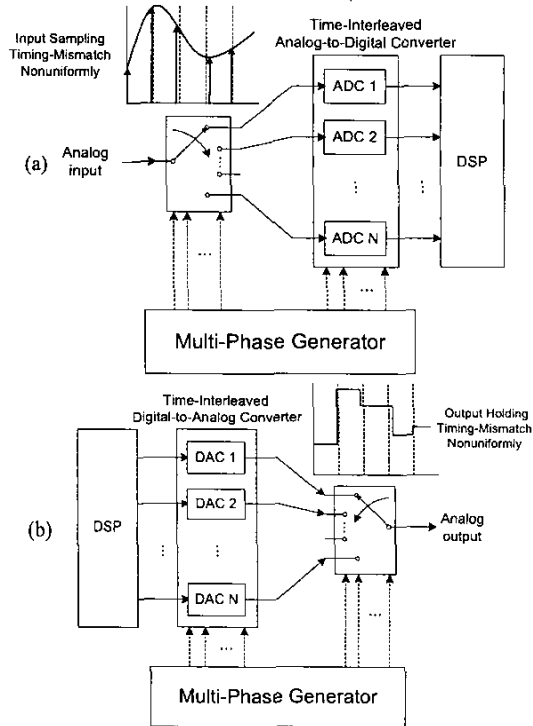 Input Sampling
Timing-Mismatch
Nonuniformly
Time-Interleaved
Analog-to-Digital Converter
(a)
Analog
input
ADC 1
ADC 2
ADC N
DSP
...
...
Multi-Phase Generator
Time-Interleaved
Digital-to-Analog Converter
Output Holding
Timing-Mismatch
Nonuniformly
(b)
DSP
DAC 1
DAC 2
DAC N
Analog
output
...
...
Multi-Phase Generator